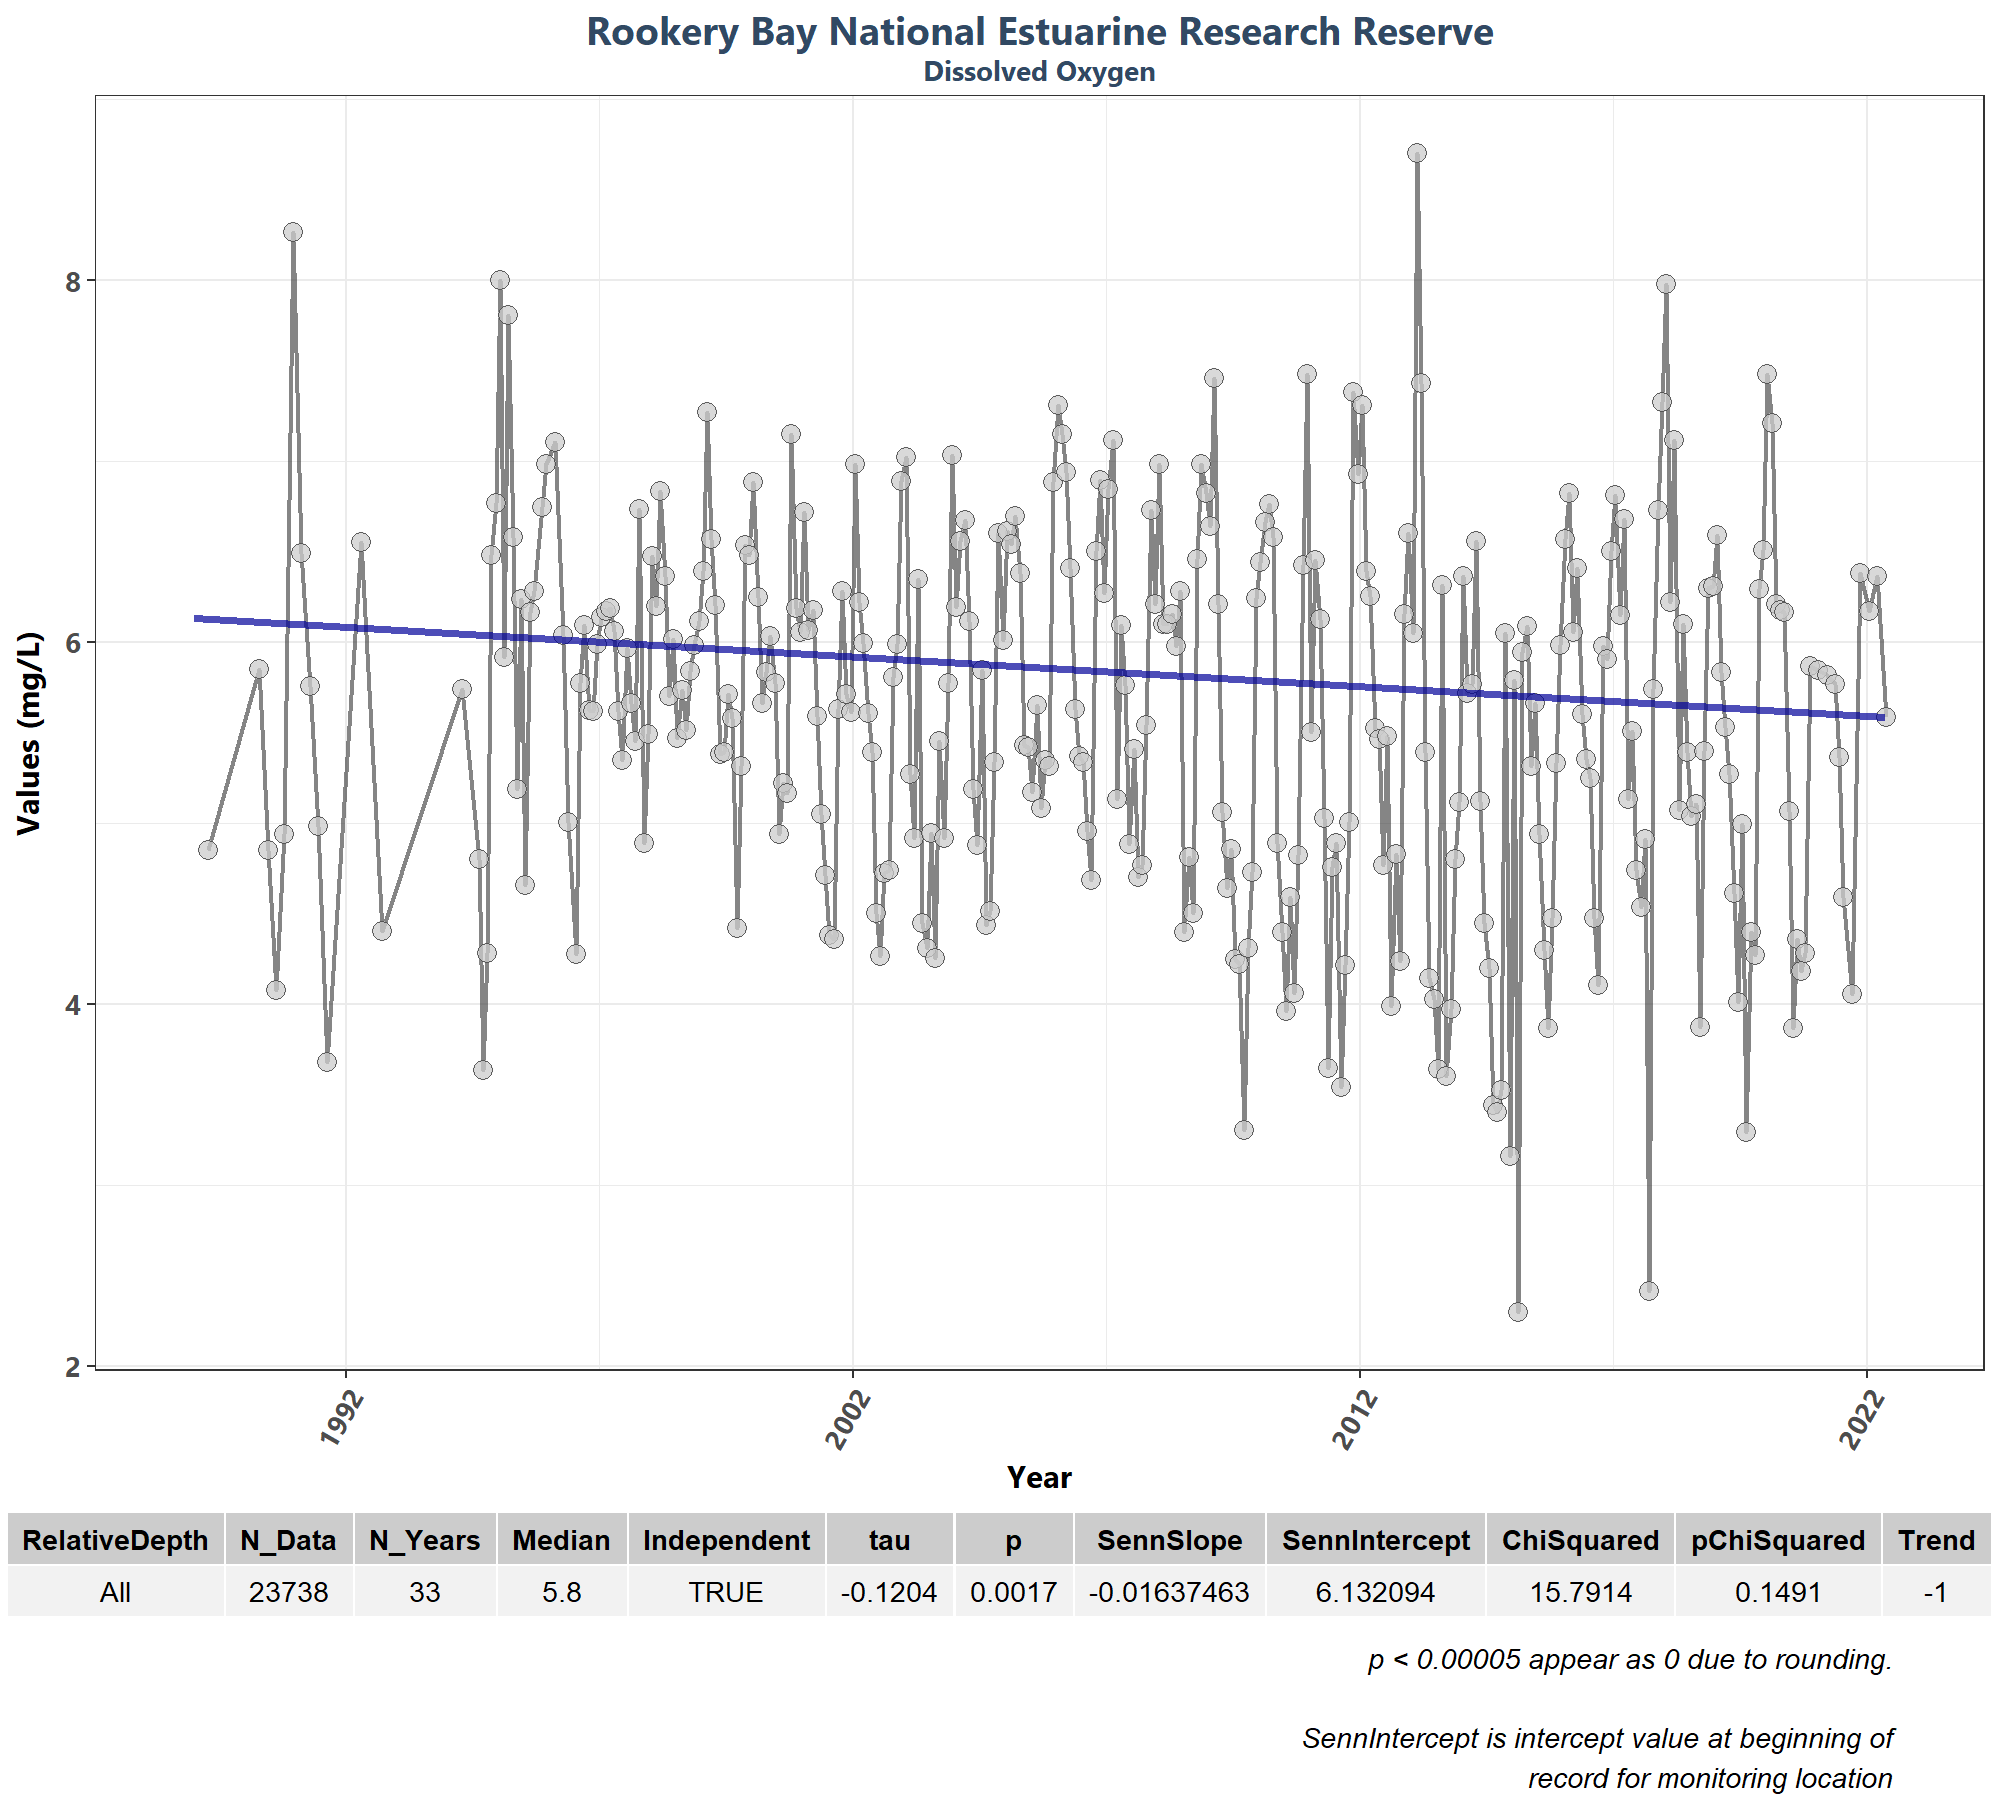 Rookery Bay National Estuarine Research Reserve
Dissolved Oxygen
Values (mg/L)
8
6
4
2
1992 2002 2012 2022
Year
RelativeDepth N_Data N_Years Median Independent tau p SennSlope SennIntercept ChiSquared pChiSquared Trend
All 23738 33 5.8 TRUE -0.1204 0.0017 -0.01637463 6.132094 15.7914 0.1491 -1
p < 0.00005 appear as 0 due to rounding.
SennIntercept is intercept value at beginning of
record for monitoring location